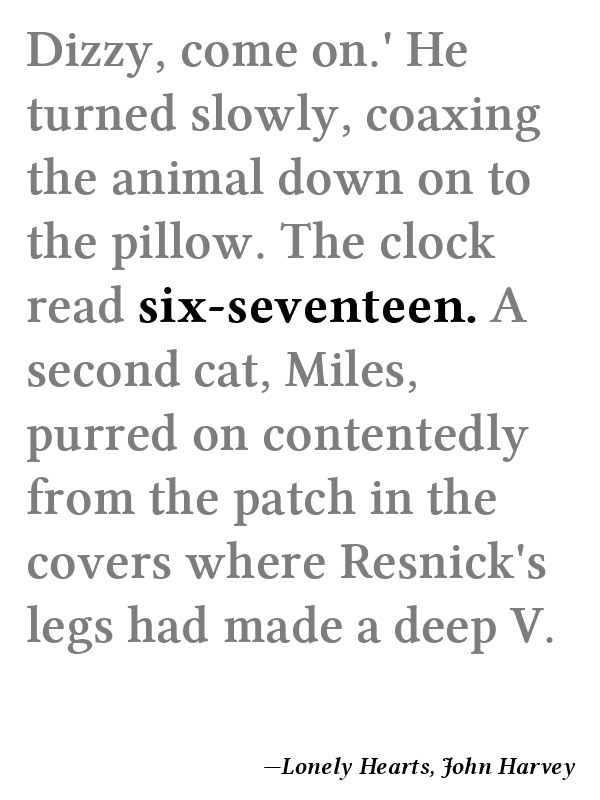 Dizzy, come on.' He
turned slowly, coaxing
the animal down on to
the pillow. The clock
read six-seventeen. A
second cat, Miles,
purred on contentedly
from the patch in the
covers where Resnick's
legs had made a deep V.
—Lonely Hearts, John Harvey